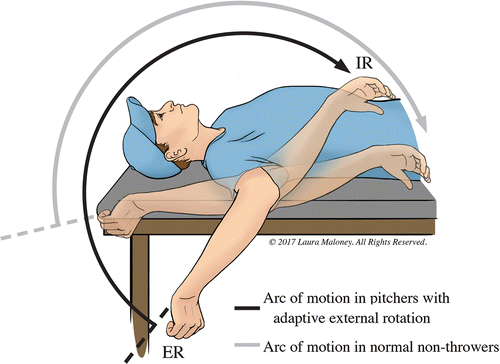 IR
© 2017 Laura Maloney. All Rights Reserved.
Arc of motion in pitchers with
adaptive external rotation
ER
Arc of motion in normal non-throwers